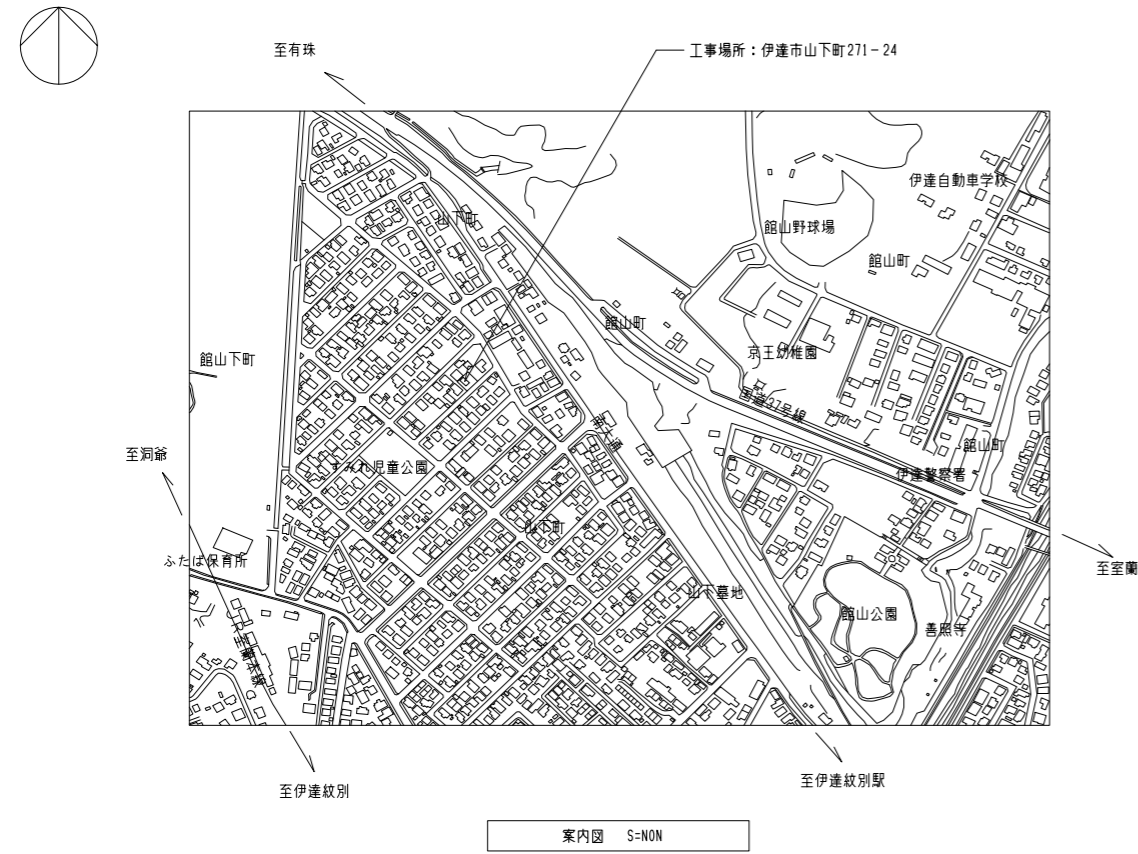 至有珠
工事場所:伊達市山下町271-24
伊達自動車学校
山下町
館山野球場
館山町
館山町
京王幼稚園
館山下町
国道37号線
館山町
至洞爺
すみれ児童公園
伊達警察署
山下町
ふたば保育所
至室蘭
山下墓地
館山公園
善照寺
室蘭本線
至伊達紋別
至伊達紋別駅
案内図 S=NON